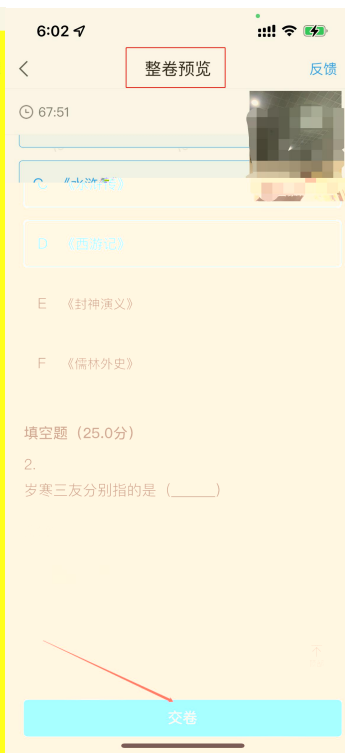 6:02
整卷预览
反馈
67:51
C 《水浒传》
D 《西游记》
E 《封神演义》
F 《儒林外史》
填空题（25.0分）
2.
岁寒三友分别指的是（______）
交卷